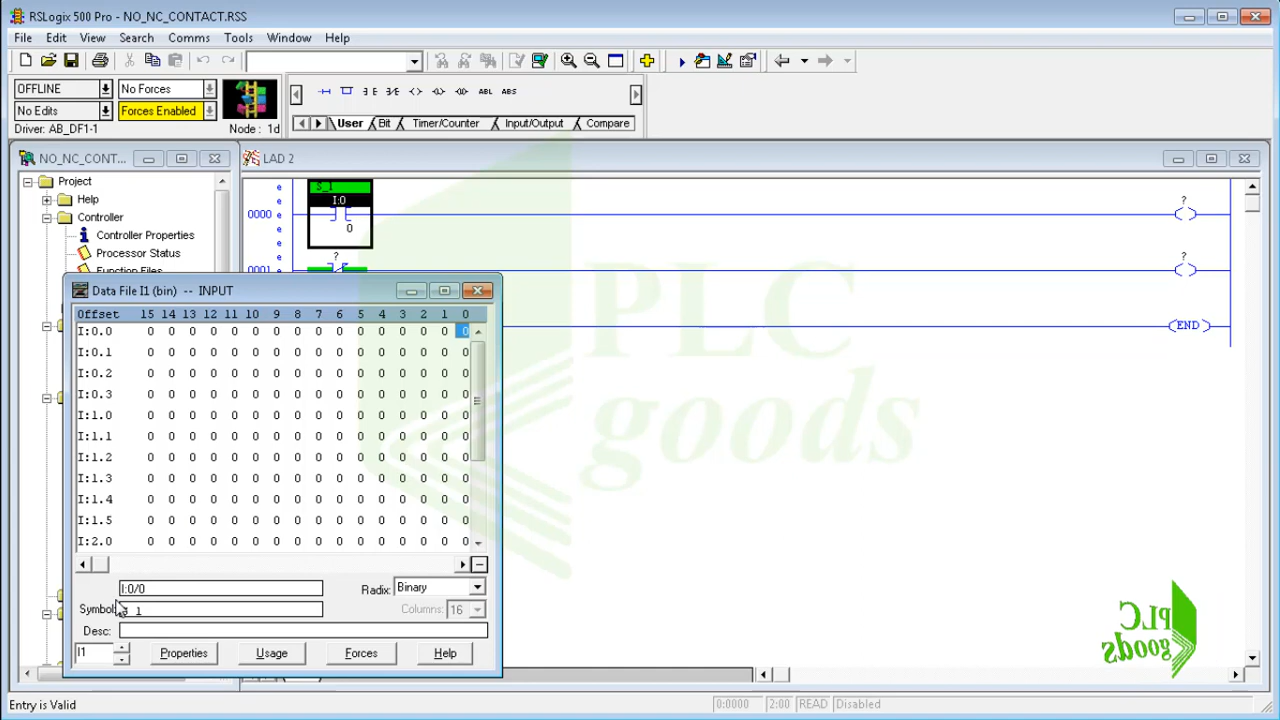 RSLogix 500 Pro - NO_NC_CONTACT.RSS
File Edit View Search Comms Tools Window Help
OFFLINE No Forces
No Edits Forces Enabled
Driver: AB_DF1-1 Node : 1d
User Bit Timer/Counter Input/Output Compare
NO_NC_CONT...
Project
Help
Controller
Controller Properties
Processor Status
Function Files
LAD 2
S_1
I:0
0
0000
e
e
e
e
e
e
?
?
0001
?
END
Data File I1 (bin) -- INPUT
Offset 15 14 13 12 11 10 9 8 7 6 5 4 3 2 1 0
I:0.0 0 0 0 0 0 0 0 0 0 0 0 0 0 0 0 0
I:0.1 0 0 0 0 0 0 0 0 0 0 0 0 0 0 0 0
I:0.2 0 0 0 0 0 0 0 0 0 0 0 0 0 0 0 0
I:0.3 0 0 0 0 0 0 0 0 0 0 0 0 0 0 0 0
I:1.0 0 0 0 0 0 0 0 0 0 0 0 0 0 0 0 0
I:1.1 0 0 0 0 0 0 0 0 0 0 0 0 0 0 0 0
I:1.2 0 0 0 0 0 0 0 0 0 0 0 0 0 0 0 0
I:1.3 0 0 0 0 0 0 0 0 0 0 0 0 0 0 0 0
I:1.4 0 0 0 0 0 0 0 0 0 0 0 0 0 0 0 0
I:1.5 0 0 0 0 0 0 0 0 0 0 0 0 0 0 0 0
I:2.0 0 0 0 0 0 0 0 0 0 0 0 0 0 0 0 0
I:0/0 Radix: Binary
Symbol: S_1 Columns: 16
Desc:
I1 Properties Usage Forces Help
PLC
goods
PLC
goods
Entry is Valid 0:0000 2:00 READ Disabled